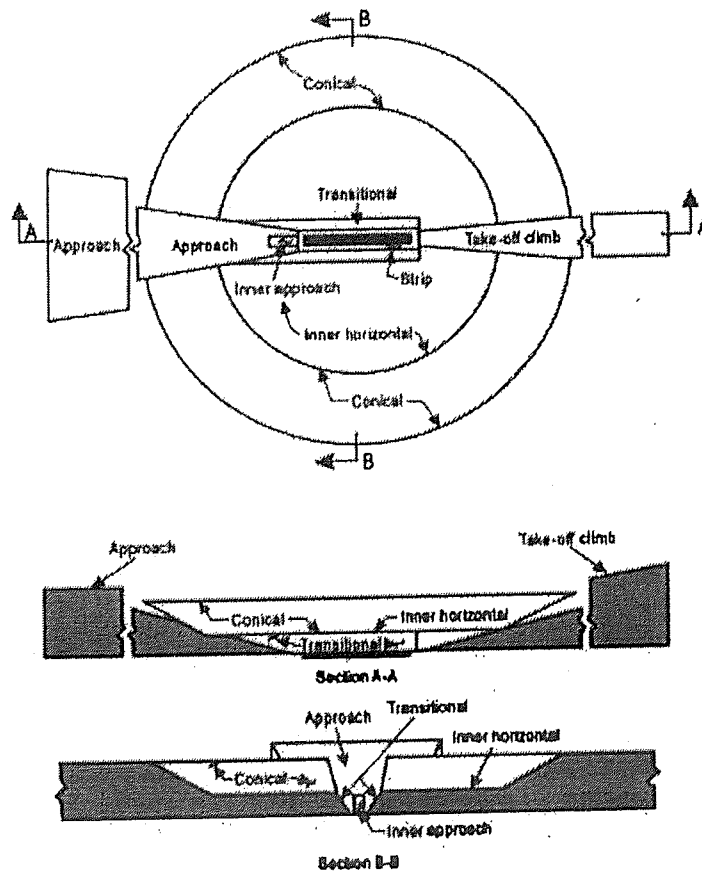 B
Conical
Transitional
A
Approach
Approach
Take-off climb
A
Strip
Inner approach
Inner horizontal
Conical
B
Approach
Take-off climb
Conical
Inner horizontal
Transitional
Section A-A
Transitional
Approach
Inner horizontal
Conical
Inner approach
Section B-B